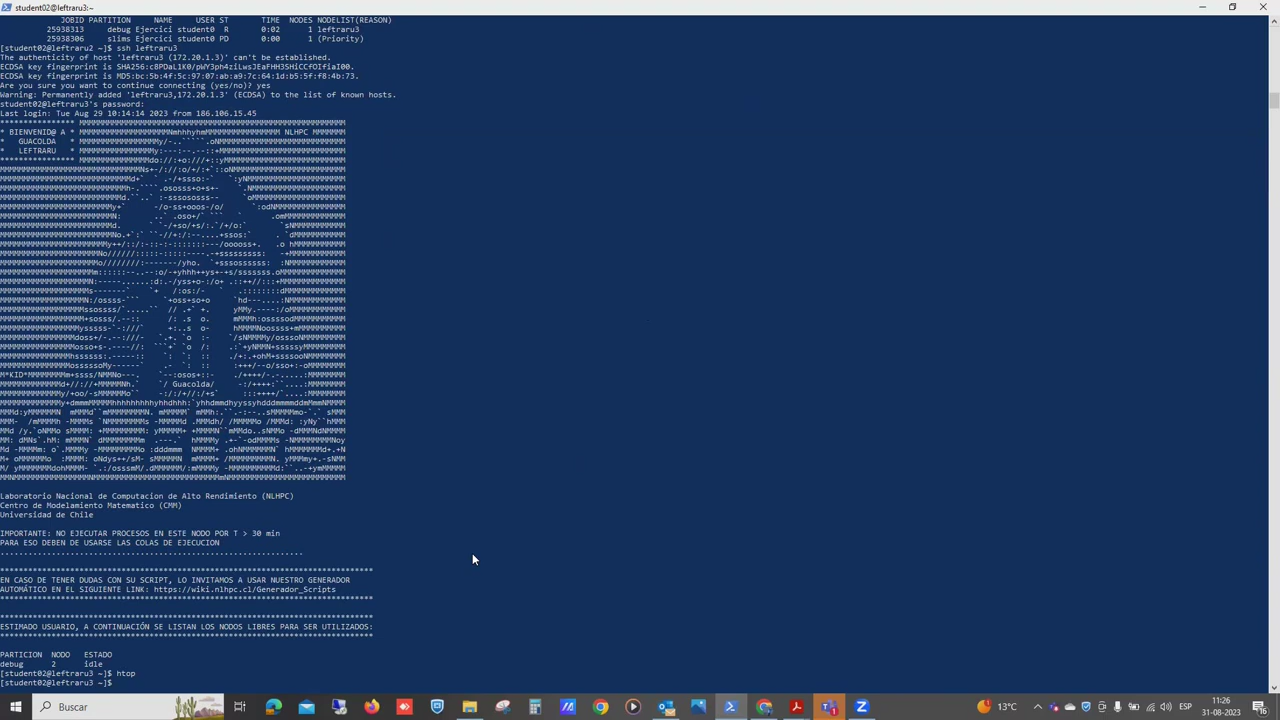 student02@leftraru3:~
JOBID PARTITION     NAME     USER ST       TIME  NODES NODELIST(REASON)
25938313     debug Ejercici student0  R       0:02      1 leftraru3
25938306     slims Ejercici student0 PD       0:00      1 (Priority)
[student02@leftraru2 ~]$ ssh leftraru3
The authenticity of host 'leftraru3 (172.20.1.3)' can't be established.
Are you sure you want to continue connecting (yes/no)? yes
Warning: Permanently added 'leftraru3,172.20.1.3' (ECDSA) to the list of known hosts.
student02@leftraru3's password:
Last login: Tue Aug 29 10:14:14 2023 from 186.106.15.45
* BIENVENID@ A *
NLHPC
* GUACOLDA *
* LEFTRARU *
*KID*
Guacolda/
Laboratorio Nacional de Computacion de Alto Rendimiento (NLHPC)
Centro de Modelamiento Matematico (CMM)
Universidad de Chile
IMPORTANTE: NO EJECUTAR PROCESOS EN ESTE NODO POR T > 30 min
PARA ESO DEBEN DE USARSE LAS COLAS DE EJECUCION
EN CASO DE TENER DUDAS CON SU SCRIPT, LO INVITAMOS A USAR NUESTRO GENERADOR
AUTOMÁTICO EN EL SIGUIENTE LINK: https://wiki.nlhpc.cl/Generador_Scripts
ESTIMADO USUARIO, A CONTINUACIÓN SE LISTAN LOS NODOS LIBRES PARA SER UTILIZADOS:
PARTICION  NODO   ESTADO
debug      2      idle
[student02@leftraru3 ~]$ htop
[student02@leftraru3 ~]$
Buscar
13°C
ESP
11:26
31-08-2023